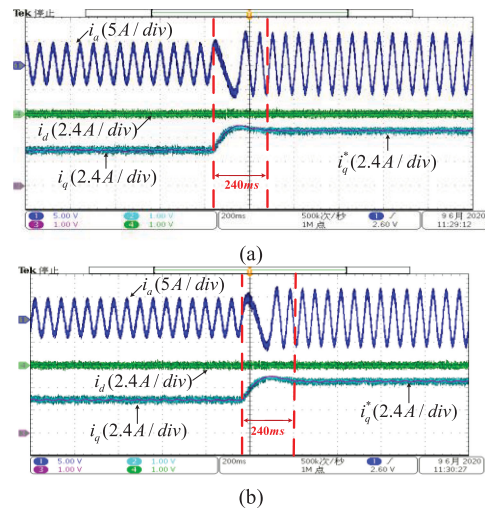 Tek 停止
i_a(5A/div)
i_d(2.4A/div)
i_q(2.4A/div)
i_q^*(2.4A/div)
240ms
1 5.00 V 2 1.00 V 200ms 500k次/秒 1 / 9 6月 2020
3 1.00 V 4 1.00 V 1M 点 2.60 V 11:29:12
(a)
Tek 停止
i_a(5A/div)
i_d(2.4A/div)
i_q(2.4A/div)
i_q^*(2.4A/div)
240ms
1 5.00 V 2 1.00 V 200ms 500k次/秒 1 / 9 6月 2020
3 1.00 V 4 1.00 V 1M 点 2.60 V 11:30:27
(b)